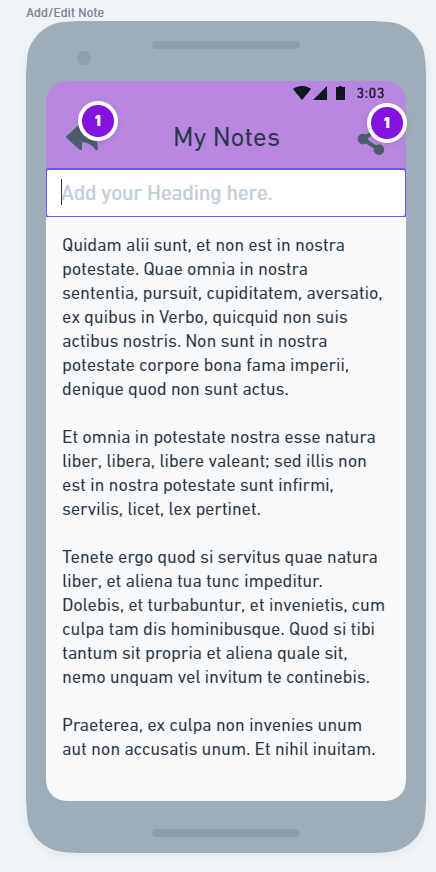 Add/Edit Note
3:03
1
My Notes
1
Add your Heading here.
Quidam alii sunt, et non est in nostra
potestate. Quae omnia in nostra
sententia, pursuit, cupiditatem, aversatio,
ex quibus in Verbo, quicquid non suis
actibus nostris. Non sunt in nostra
potestate corpore bona fama imperii,
denique quod non sunt actus.
Et omnia in potestate nostra esse natura
liber, libera, libere valeant; sed illis non
est in nostra potestate sunt infirmi,
servilis, licet, lex pertinet.
Tenete ergo quod si servitus quae natura
liber, et aliena tua tunc impeditur.
Dolebis, et turbabuntur, et invenietis, cum
culpa tam dis hominibusque. Quod si tibi
tantum sit propria et aliena quale sit,
nemo unquam vel invitum te continebis.
Praeterea, ex culpa non invenies unum
aut non accusatis unum. Et nihil inuitam.